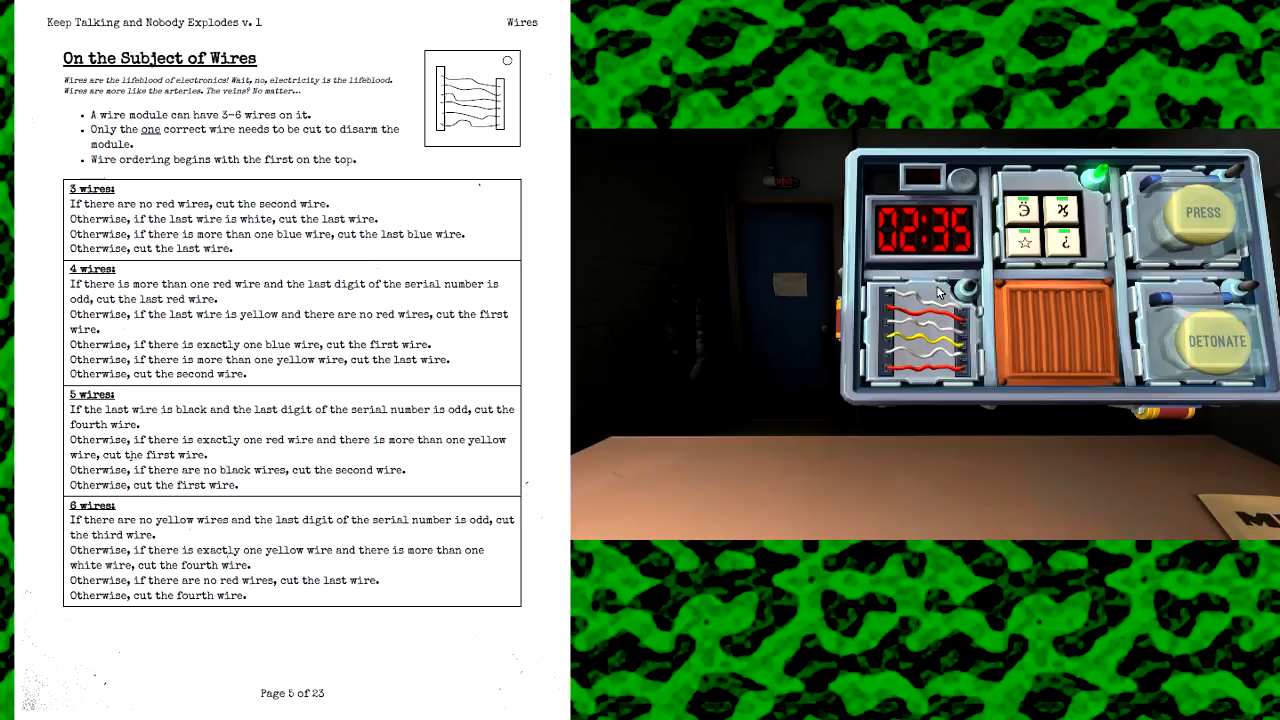 Keep Talking and Nobody Explodes v. 1
Wires
On the Subject of Wires
Wires are the lifeblood of electronics! Wait, no, electricity is the lifeblood.
Wires are more like the arteries. The veins? No matter...
• A wire module can have 3-6 wires on it.
• Only the one correct wire needs to be cut to disarm the
module.
• Wire ordering begins with the first on the top.
3 wires:
If there are no red wires, cut the second wire.
Otherwise, if the last wire is white, cut the last wire.
Otherwise, if there is more than one blue wire, cut the last blue wire.
Otherwise, cut the last wire.
4 wires:
If there is more than one red wire and the last digit of the serial number is
odd, cut the last red wire.
Otherwise, if the last wire is yellow and there are no red wires, cut the first
wire.
Otherwise, if there is exactly one blue wire, cut the first wire.
Otherwise, if there is more than one yellow wire, cut the last wire.
Otherwise, cut the second wire.
5 wires:
If the last wire is black and the last digit of the serial number is odd, cut the
fourth wire.
Otherwise, if there is exactly one red wire and there is more than one yellow
wire, cut the first wire.
Otherwise, if there are no black wires, cut the second wire.
Otherwise, cut the first wire.
6 wires:
If there are no yellow wires and the last digit of the serial number is odd, cut
the third wire.
Otherwise, if there is exactly one yellow wire and there is more than one
white wire, cut the fourth wire.
Otherwise, if there are no red wires, cut the last wire.
Otherwise, cut the fourth wire.
Page 5 of 23
02:35
Ӭ ϗ
☆ ¿
PRESS
DETONATE